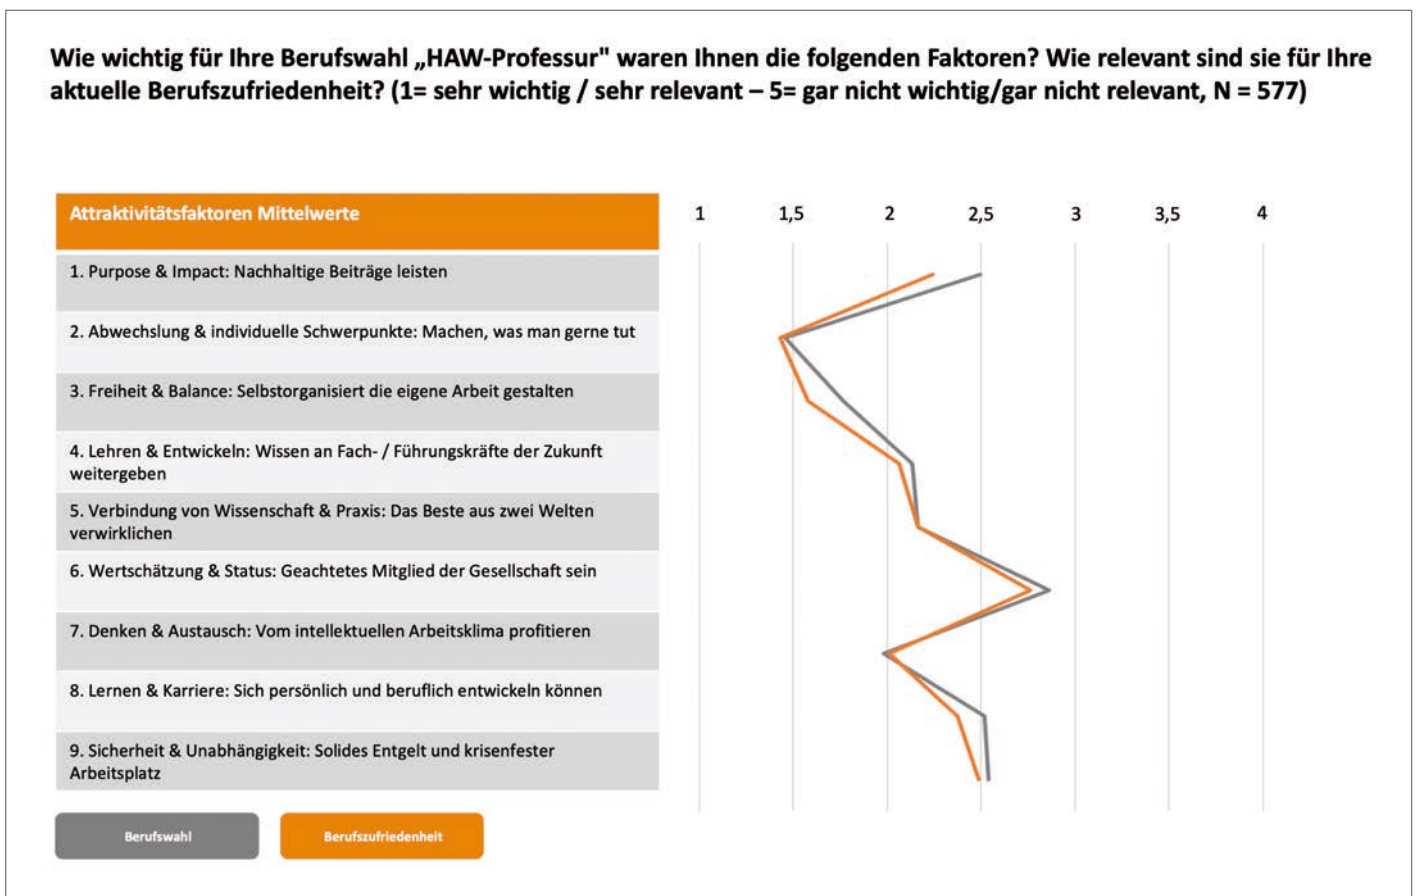 Wie wichtig für Ihre Berufswahl „HAW-Professur" waren Ihnen die folgenden Faktoren? Wie relevant sind sie für Ihre
aktuelle Berufszufriedenheit? (1= sehr wichtig / sehr relevant – 5= gar nicht wichtig/gar nicht relevant, N = 577)
Attraktivitätsfaktoren Mittelwerte
1 1,5 2 2,5 3 3,5 4
1. Purpose & Impact: Nachhaltige Beiträge leisten
2. Abwechslung & individuelle Schwerpunkte: Machen, was man gerne tut
3. Freiheit & Balance: Selbstorganisiert die eigene Arbeit gestalten
4. Lehren & Entwickeln: Wissen an Fach- / Führungskräfte der Zukunft
weitergeben
5. Verbindung von Wissenschaft & Praxis: Das Beste aus zwei Welten
verwirklichen
6. Wertschätzung & Status: Geachtetes Mitglied der Gesellschaft sein
7. Denken & Austausch: Vom intellektuellen Arbeitsklima profitieren
8. Lernen & Karriere: Sich persönlich und beruflich entwickeln können
9. Sicherheit & Unabhängigkeit: Solides Entgelt und krisenfester
Arbeitsplatz
Berufswahl
Berufszufriedenheit